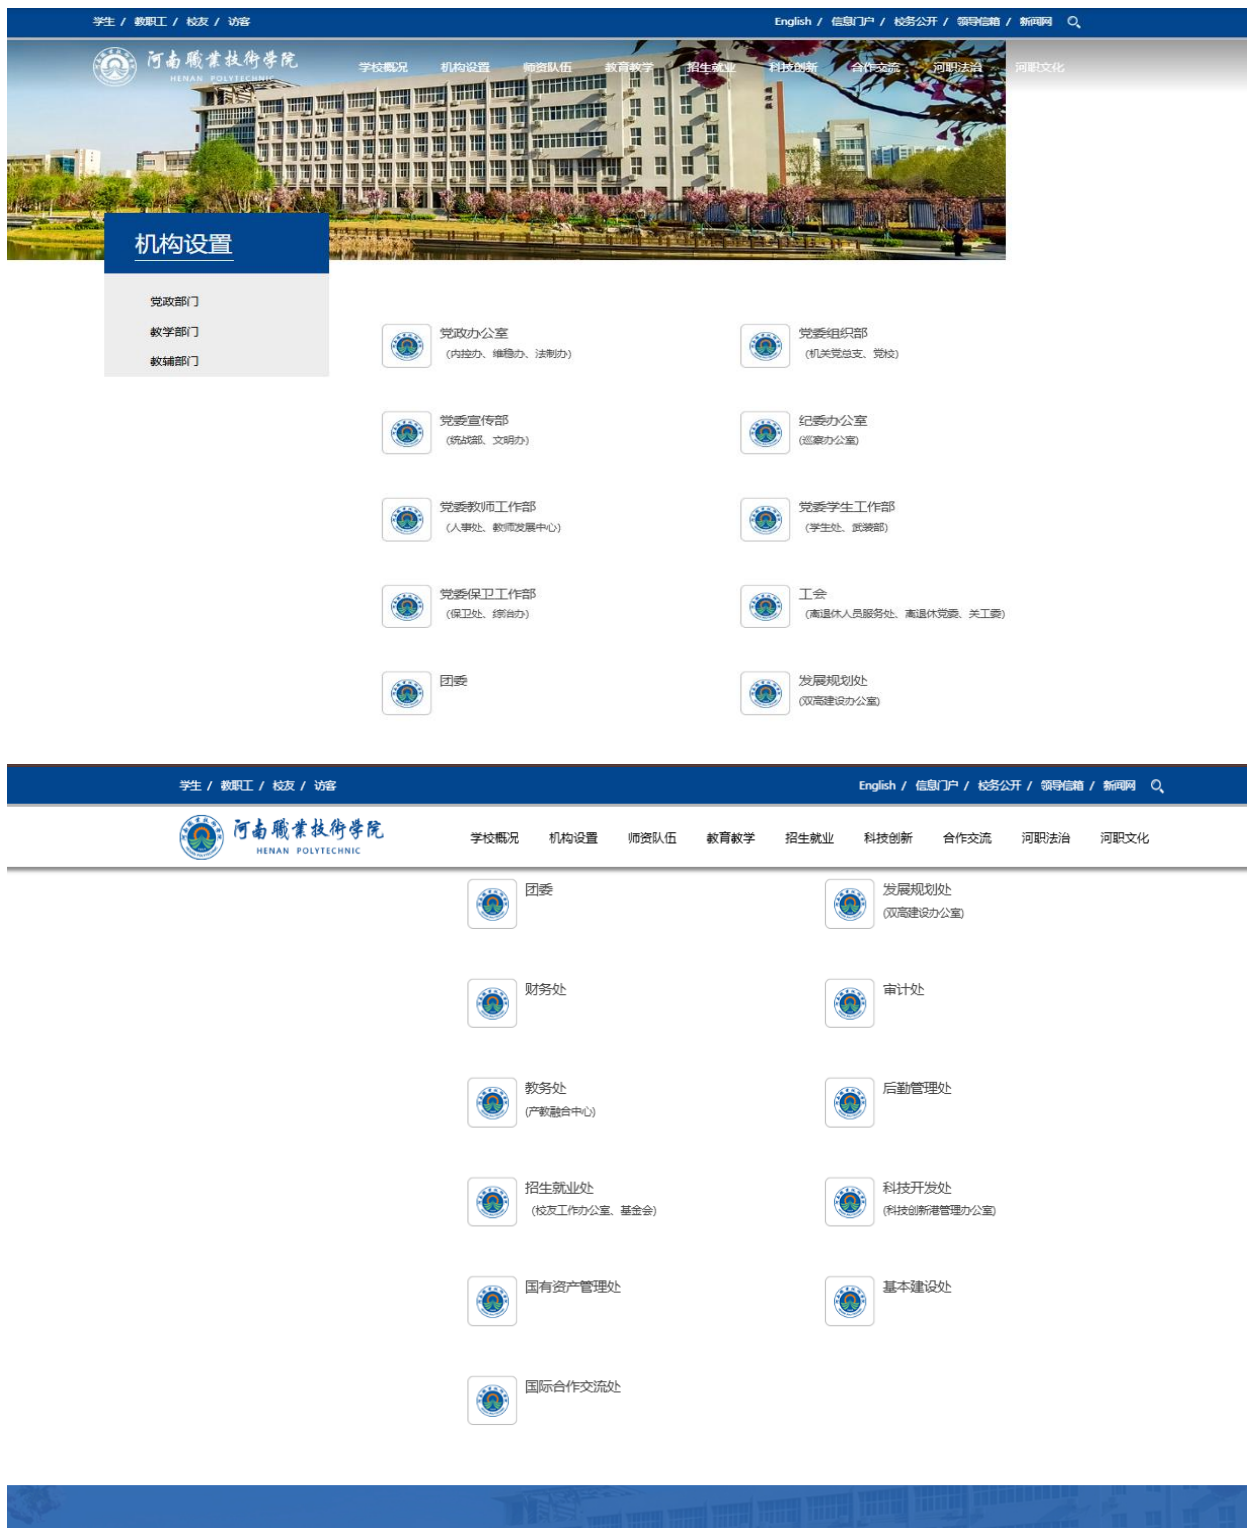 学生 / 教职工 / 校友 / 访客
English / 信息门户 / 校务公开 / 领导信箱 / 新闻网
河南職業技術学院
HENAN POLYTECHNIC
学校概况 机构设置 师资队伍 教育教学 招生就业 科技创新 合作交流 河职法治 河职文化
机构设置
党政部门
教学部门
教辅部门
党政办公室
(内控办、维稳办、法制办)
党委组织部
(机关党总支、党校)
党委宣传部
(统战部、文明办)
纪委办公室
(巡察办公室)
党委教师工作部
(人事处、教师发展中心)
党委学生工作部
(学生处、武装部)
党委保卫工作部
(保卫处、综治办)
工会
(离退休人员服务处、离退休党委、关工委)
团委
发展规划处
(双高建设办公室)
学生 / 教职工 / 校友 / 访客
English / 信息门户 / 校务公开 / 领导信箱 / 新闻网
河南職業技術学院
HENAN POLYTECHNIC
学校概况 机构设置 师资队伍 教育教学 招生就业 科技创新 合作交流 河职法治 河职文化
团委
发展规划处
(双高建设办公室)
财务处
审计处
教务处
(产教融合中心)
后勤管理处
招生就业处
(校友工作办公室、基金会)
科技开发处
(科技创新港管理办公室)
国有资产管理处
基本建设处
国际合作交流处